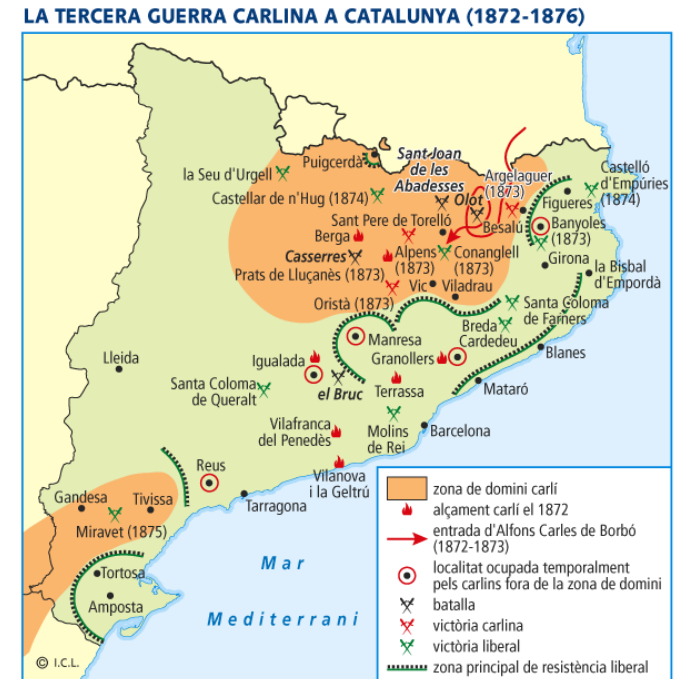 LA TERCERA GUERRA CARLINA A CATALUNYA (1872-1876)
Puigcerdà
Sant Joan
de les
Abadesses
la Seu d'Urgell
Argelaguer
(1873)
Castelló
d'Empúries
(1874)
Castellar de n'Hug (1874)
Olot
Figueres
Sant Pere de Torelló
Besalú
Banyoles
(1873)
Berga
Casserres
Alpens
(1873)
Conanglell
(1873)
Girona
Prats de Lluçanès (1873)
la Bisbal
d'Empordà
Vic
Viladrau
Oristà (1873)
Santa Coloma
de Farners
Breda
Manresa
Cardedeu
Granollers
Blanes
Lleida
Igualada
Santa Coloma
de Queralt
el Bruc
Terrassa
Mataró
Vilafranca
del Penedès
Molins
de Rei
Barcelona
Reus
Vilanova
i la Geltrú
Gandesa
Tivissa
Tarragona
Miravet (1875)
Tortosa
Amposta
Mar
Mediterrani
zona de domini carlí
alçament carlí el 1872
entrada d'Alfons Carles de Borbó
(1872-1873)
localitat ocupada temporalment
pels carlins fora de la zona de domini
batalla
victòria carlina
victòria liberal
zona principal de resistència liberal
© I.C.L.